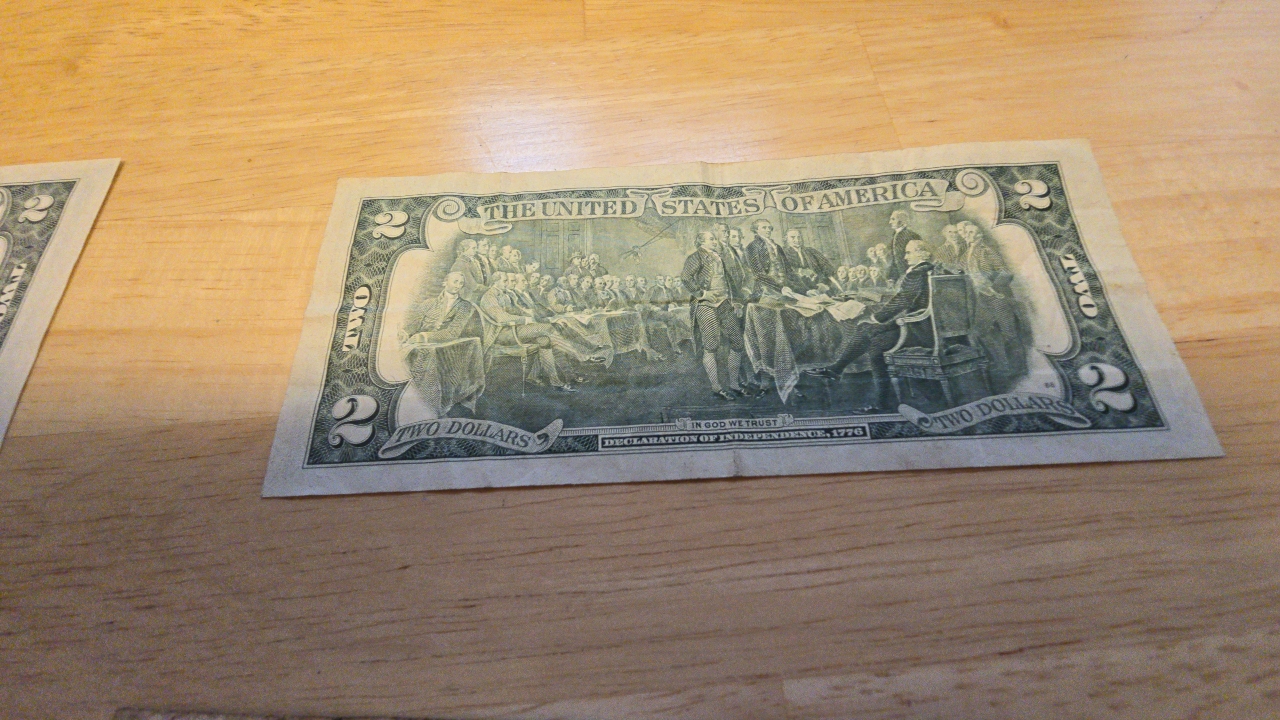 2
THE UNITED STATES OF AMERICA
2
2
TWO
TWO
2
2
TWO DOLLARS
IN GOD WE TRUST
TWO DOLLARS
DECLARATION OF INDEPENDENCE, 1776